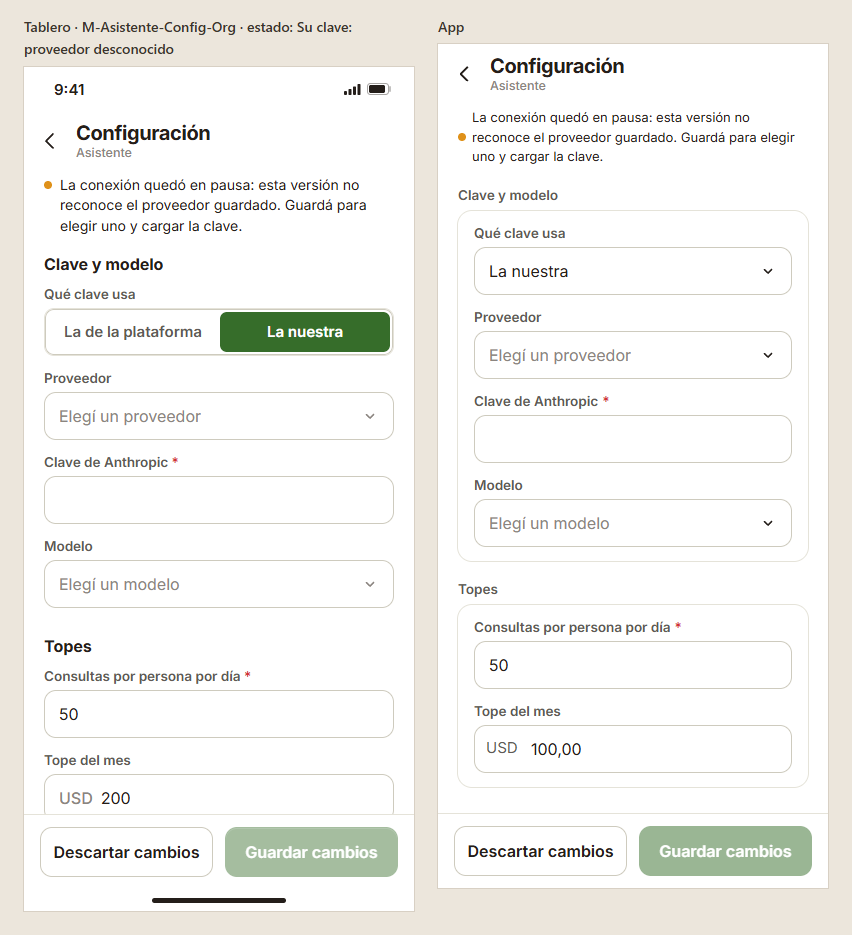 Tablero · M-Asistente-Config-Org · estado: Su clave:
proveedor desconocido
9:41
Configuración
Asistente
La conexión quedó en pausa: esta versión no
reconoce el proveedor guardado. Guardá para
elegir uno y cargar la clave.
Clave y modelo
Qué clave usa
La de la plataforma
La nuestra
Proveedor
Elegí un proveedor
Clave de Anthropic *
Modelo
Elegí un modelo
Topes
Consultas por persona por día *
50
Tope del mes
USD 200
Descartar cambios
Guardar cambios
App
Configuración
Asistente
La conexión quedó en pausa: esta versión no
reconoce el proveedor guardado. Guardá para elegir
uno y cargar la clave.
Clave y modelo
Qué clave usa
La nuestra
Proveedor
Elegí un proveedor
Clave de Anthropic *
Modelo
Elegí un modelo
Topes
Consultas por persona por día *
50
Tope del mes
USD 100,00
Descartar cambios
Guardar cambios